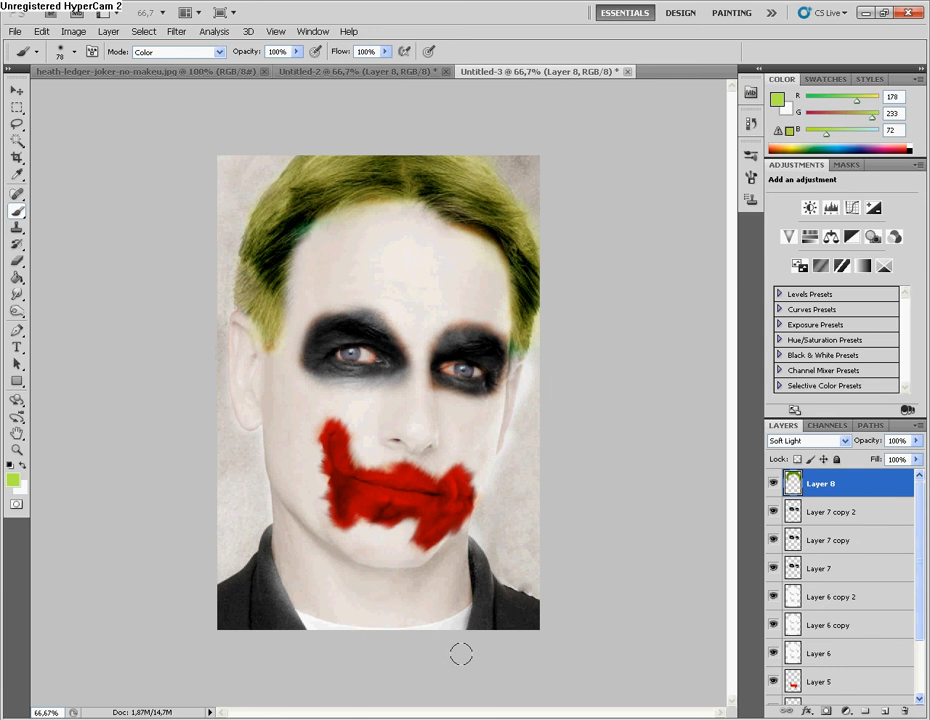 Unregistered HyperCam 2
Mb
66,7
ESSENTIALS
DESIGN
PAINTING
CS Live
File Edit Image Layer Select Filter Analysis 3D View Window Help
78
Mode: Color
Opacity: 100%
Flow: 100%
heath-ledger-joker-no-makeu.jpg @ 100% (RGB/8#)
Untitled-2 @ 66,7% (Layer 8, RGB/8) *
Untitled-3 @ 66,7% (Layer 8, RGB/8) *
COLOR SWATCHES STYLES
R 178
G 233
B 72
ADJUSTMENTS MASKS
Add an adjustment
Levels Presets
Curves Presets
Exposure Presets
Hue/Saturation Presets
Black & White Presets
Channel Mixer Presets
Selective Color Presets
LAYERS CHANNELS PATHS
Soft Light
Opacity: 100%
Lock:
Fill: 100%
Layer 8
Layer 7 copy 2
Layer 7 copy
Layer 7
Layer 6 copy 2
Layer 6 copy
Layer 6
Layer 5
66,67%
Doc: 1,87M/14,7M